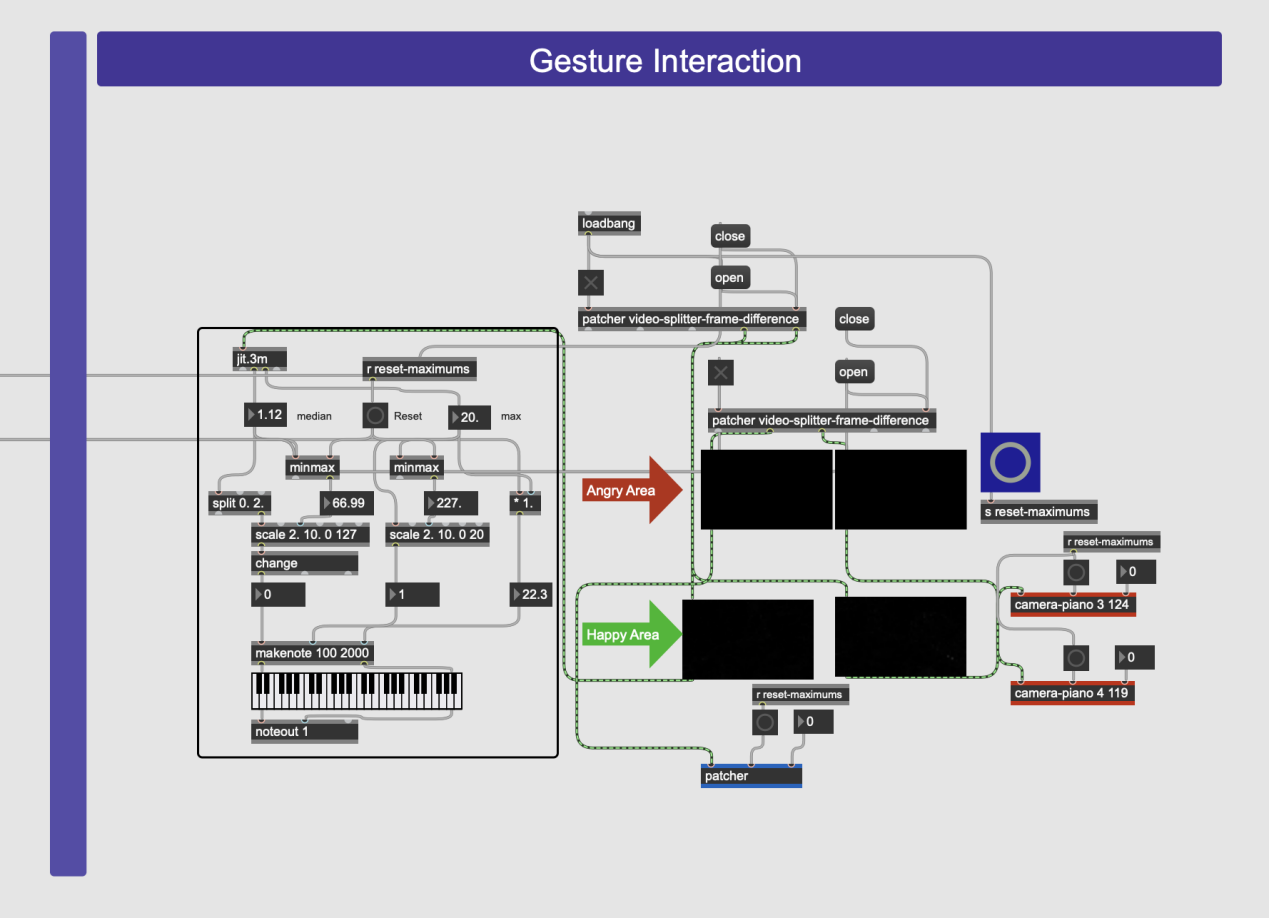 Gesture Interaction
loadbang
close
open
patcher video-splitter-frame-difference
close
jit.3m
r reset-maximums
open
1.12
median
Reset
20.
max
patcher video-splitter-frame-difference
minmax
minmax
Angry Area
split 0. 2.
66.99
227.
* 1.
s reset-maximums
scale 2. 10. 0 127
scale 2. 10. 0 20
r reset-maximums
change
0
0
1
22.3
camera-piano 3 124
Happy Area
makenote 100 2000
0
camera-piano 4 119
r reset-maximums
0
noteout 1
patcher